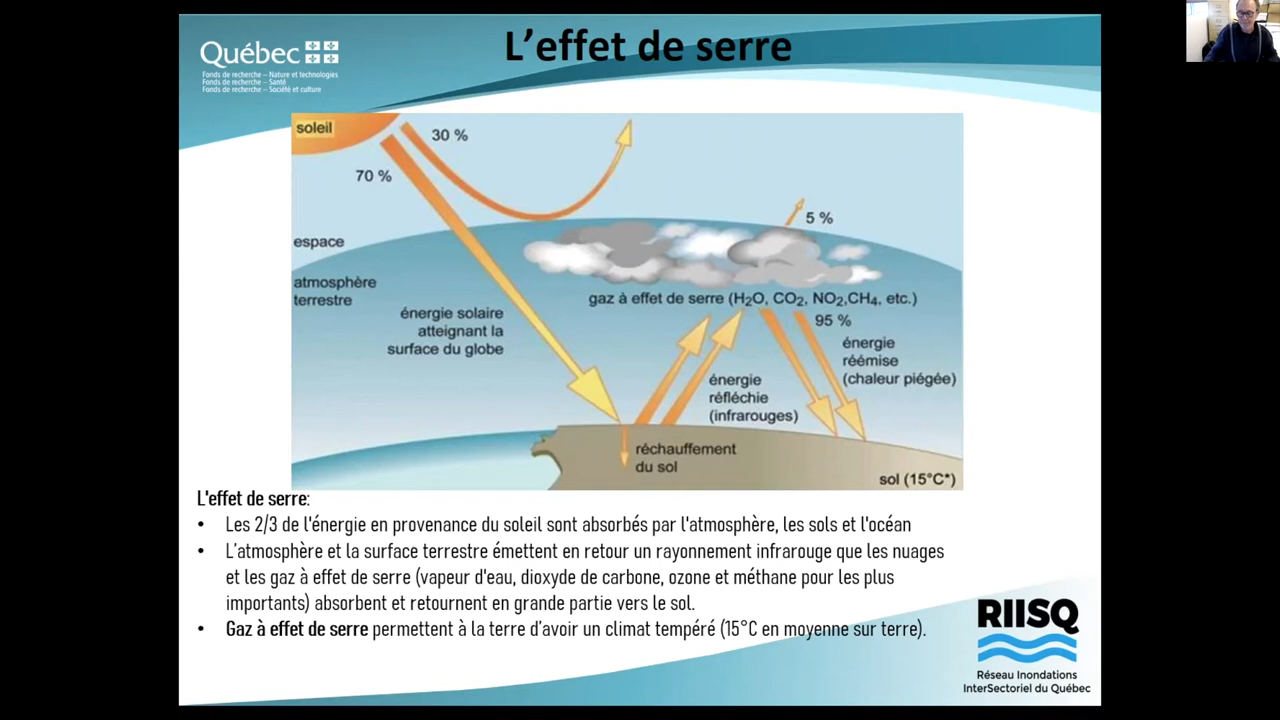 L'effet de serre
Québec
Fonds de recherche – Nature et technologies
Fonds de recherche – Santé
Fonds de recherche – Société et culture
soleil
30 %
70 %
5 %
espace
atmosphère
terrestre
gaz à effet de serre (H₂O, CO₂, NO₂,CH₄, etc.)
énergie solaire
atteignant la
surface du globe
95 %
énergie
réémise
(chaleur piégée)
énergie
réfléchie
(infrarouges)
réchauffement
du sol
sol (15°C*)
L'effet de serre:
• Les 2/3 de l'énergie en provenance du soleil sont absorbés par l'atmosphère, les sols et l'océan
• L'atmosphère et la surface terrestre émettent en retour un rayonnement infrarouge que les nuages
et les gaz à effet de serre (vapeur d'eau, dioxyde de carbone, ozone et méthane pour les plus
importants) absorbent et retournent en grande partie vers le sol.
• Gaz à effet de serre permettent à la terre d'avoir un climat tempéré (15°C en moyenne sur terre).
RIISQ
Réseau Inondations
InterSectoriel du Québec